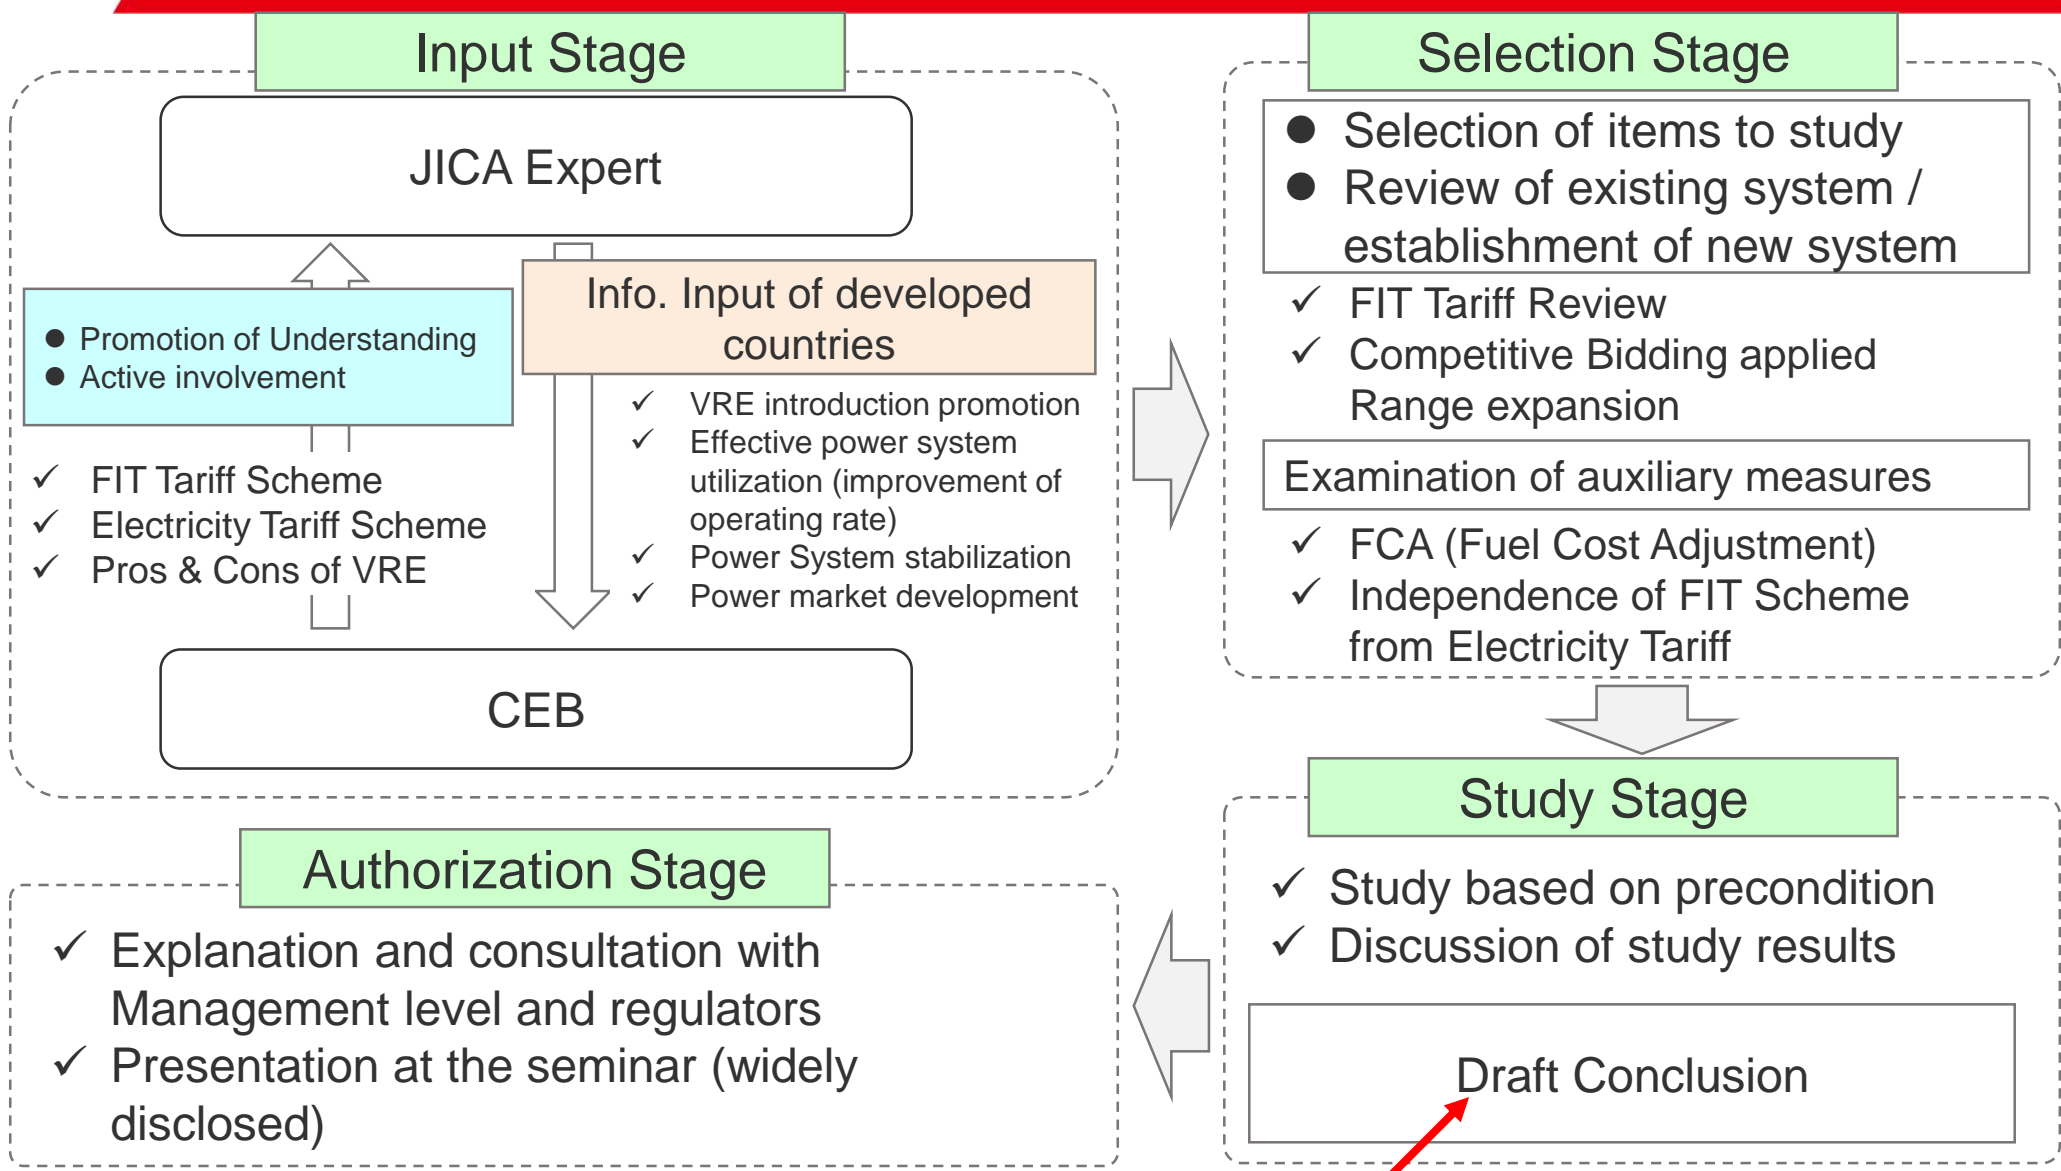 Input Stage
JICA Expert
● Promotion of Understanding
● Active involvement
Info. Input of developed
countries
✓ FIT Tariff Scheme
✓ Electricity Tariff Scheme
✓ Pros & Cons of VRE
✓ VRE introduction promotion
✓ Effective power system
utilization (improvement of
operating rate)
✓ Power System stabilization
✓ Power market development
CEB
Selection Stage
● Selection of items to study
● Review of existing system /
establishment of new system
✓ FIT Tariff Review
✓ Competitive Bidding applied
Range expansion
Examination of auxiliary measures
✓ FCA (Fuel Cost Adjustment)
✓ Independence of FIT Scheme
from Electricity Tariff
Study Stage
✓ Study based on precondition
✓ Discussion of study results
Draft Conclusion
Authorization Stage
✓ Explanation and consultation with
Management level and regulators
✓ Presentation at the seminar (widely
disclosed)